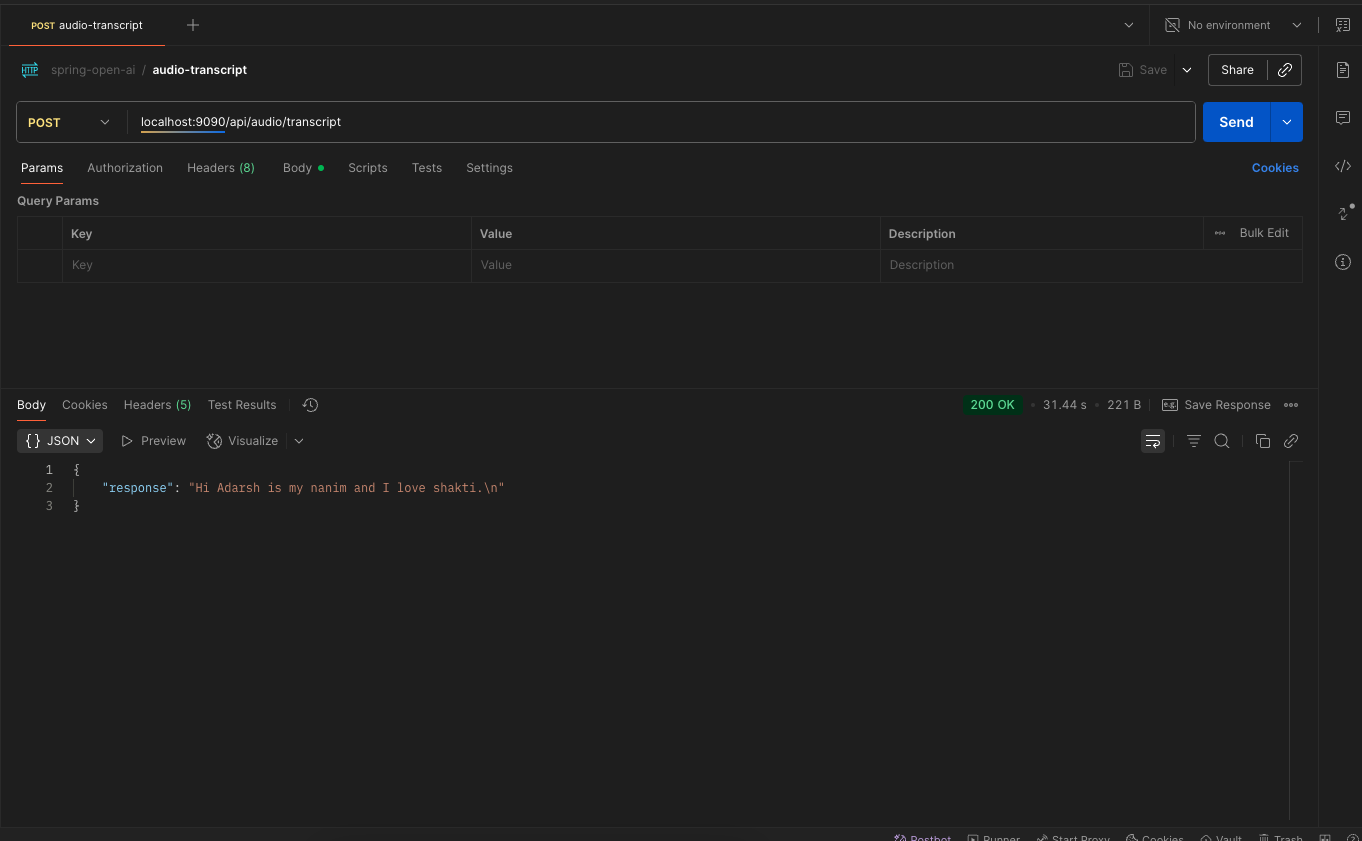 POST audio-transcript
No environment
HTTP spring-open-ai / audio-transcript
Save
Share
POST
localhost:9090/api/audio/transcript
Send
Params Authorization Headers (8) Body Scripts Tests Settings
Cookies
Query Params
Key Value Description
Bulk Edit
Key Value Description
Body Cookies Headers (5) Test Results
200 OK 31.44 s 221 B
e.g. Save Response
{} JSON Preview Visualize
1 {
2 "response": "Hi Adarsh is my nanim and I love shakti.\n"
3 }
Postbot Runner Start Proxy Cookies Vault Trash